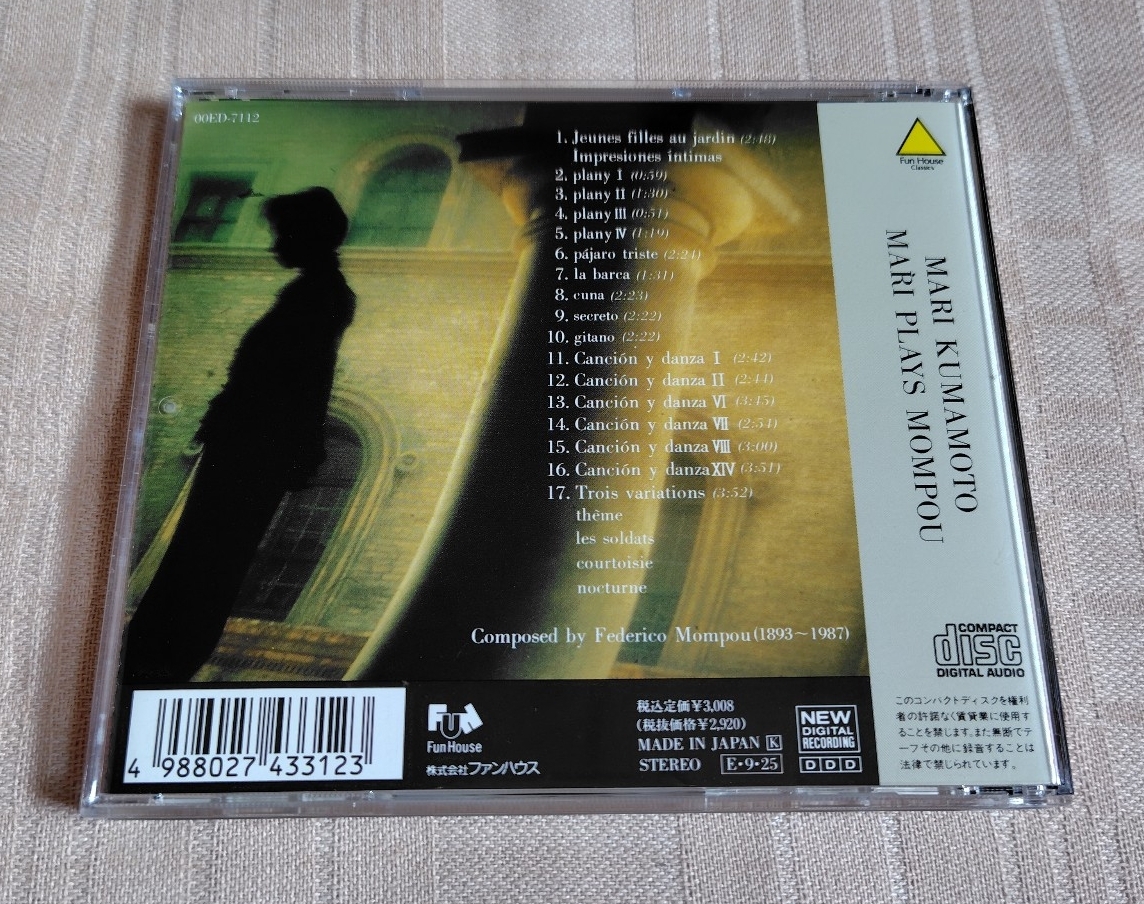 00ED-7112
1. Jeunes filles au jardin (2:48)
Impresiones íntimas
2. plany I (0:59)
3. plany II (1:30)
4. plany III (0:51)
5. plany IV (1:19)
6. pájaro triste (2:24)
7. la barca (1:31)
8. cuna (2:23)
9. secreto (2:22)
10. gitano (2:22)
11. Canción y danza I (2:42)
12. Canción y danza II (2:44)
13. Canción y danza VI (3:45)
14. Canción y danza VII (2:54)
15. Canción y danza VIII (3:00)
16. Canción y danza XIV (3:51)
17. Trois variations (3:52)
thème
les soldats
courtoisie
nocturne
Composed by Federico Mompou (1893~1987)
Fun House
Classics
MARI KUMAMOTO
MARI PLAYS MOMPOU
COMPACT
disc
DIGITAL AUDIO
このコンパクトディスクを権利
者の許諾なく賃貸業に使用す
ることを禁じます。また無断でテ
ープその他に録音することは
法律で禁じられています。
4 988027 433123
FUN
Fun House
株式会社ファンハウス
税込定価¥3,008
(税抜価格¥2,920)
MADE IN JAPAN K
STEREO E・9・25
NEW
DIGITAL
RECORDING
D D D